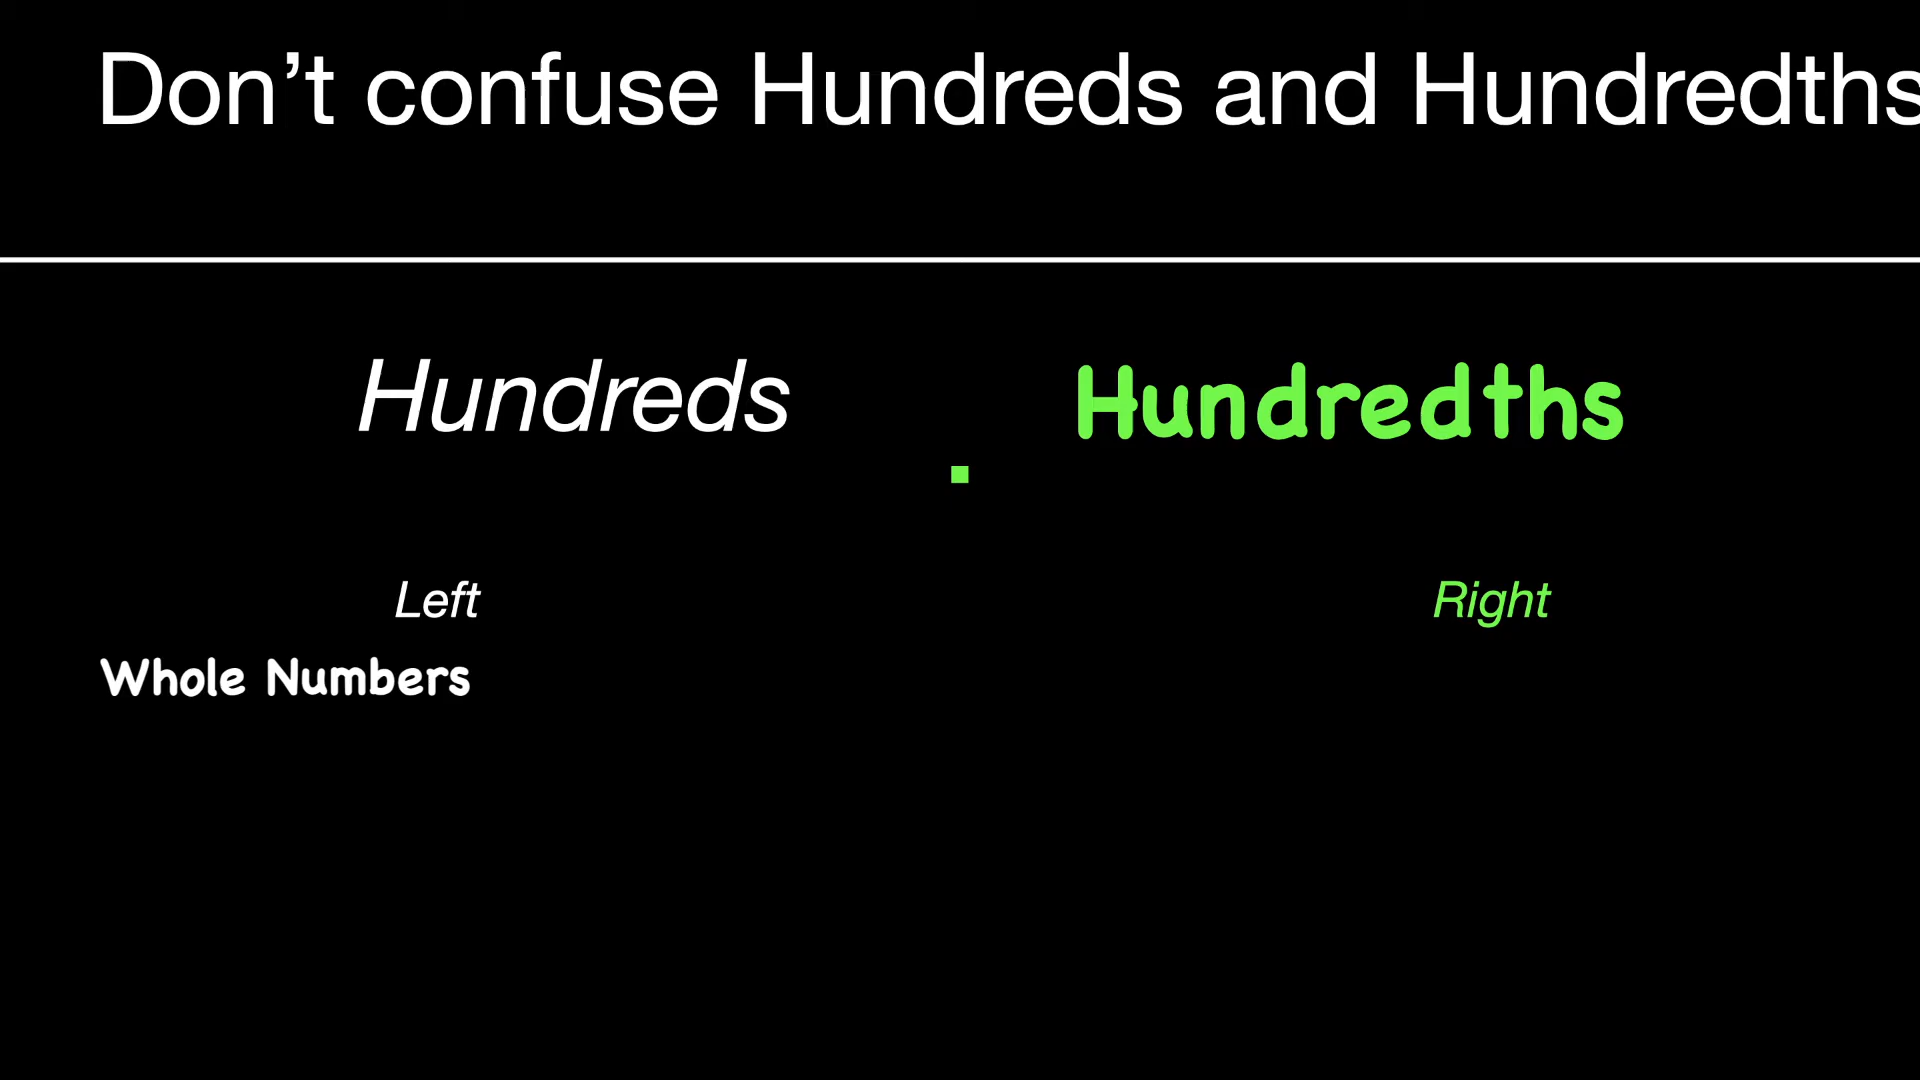 Don’t confuse Hundreds and Hundredths
Hundreds . Hundredths
Left Right
Whole Numbers